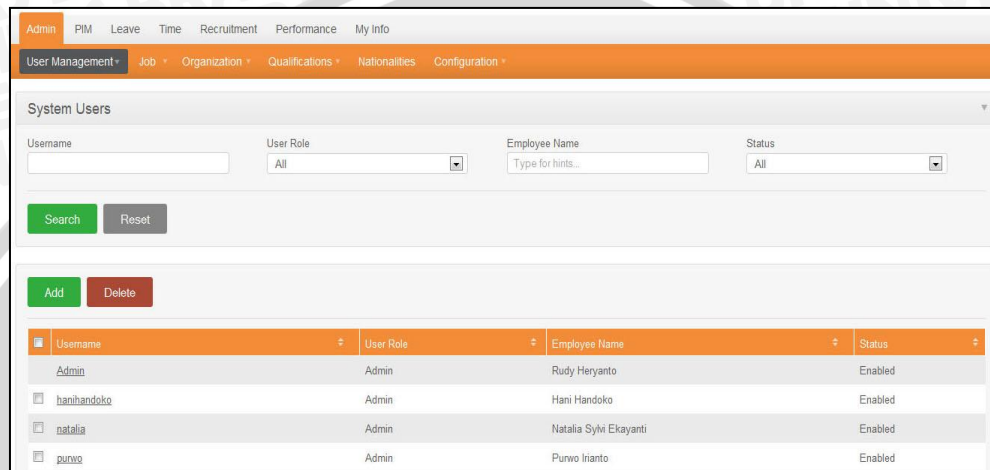 Admin PIM Leave Time Recruitment Performance My Info
User Management Job Organization Qualifications Nationalities Configuration
System Users
Username User Role Employee Name Status
All Type for hints... All
Search Reset
Add Delete
Username User Role Employee Name Status
Admin Admin Rudy Heryanto Enabled
hanihandoko Admin Hani Handoko Enabled
natalia Admin Natalia Sylvi Ekayanti Enabled
purwo Admin Purwo Irianto Enabled